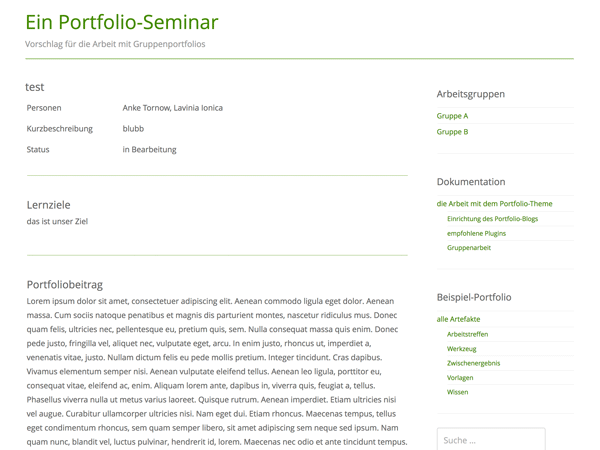 Ein Portfolio-Seminar
Vorschlag für die Arbeit mit Gruppenportfolios
test
Personen Anke Tornow, Lavinia Ionica
Kurzbeschreibung blubb
Status in Bearbeitung
Lernziele
das ist unser Ziel
Portfoliobeitrag
Lorem ipsum dolor sit amet, consectetuer adipiscing elit. Aenean commodo ligula eget dolor. Aenean
massa. Cum sociis natoque penatibus et magnis dis parturient montes, nascetur ridiculus mus. Donec
quam felis, ultricies nec, pellentesque eu, pretium quis, sem. Nulla consequat massa quis enim. Donec
pede justo, fringilla vel, aliquet nec, vulputate eget, arcu. In enim justo, rhoncus ut, imperdiet a,
venenatis vitae, justo. Nullam dictum felis eu pede mollis pretium. Integer tincidunt. Cras dapibus.
Vivamus elementum semper nisi. Aenean vulputate eleifend tellus. Aenean leo ligula, porttitor eu,
consequat vitae, eleifend ac, enim. Aliquam lorem ante, dapibus in, viverra quis, feugiat a, tellus.
Phasellus viverra nulla ut metus varius laoreet. Quisque rutrum. Aenean imperdiet. Etiam ultricies nisi
vel augue. Curabitur ullamcorper ultricies nisi. Nam eget dui. Etiam rhoncus. Maecenas tempus, tellus
eget condimentum rhoncus, sem quam semper libero, sit amet adipiscing sem neque sed ipsum. Nam
quam nunc, blandit vel, luctus pulvinar, hendrerit id, lorem. Maecenas nec odio et ante tincidunt tempus.
Arbeitsgruppen
Gruppe A
Gruppe B
Dokumentation
die Arbeit mit dem Portfolio-Theme
Einrichtung des Portfolio-Blogs
empfohlene Plugins
Gruppenarbeit
Beispiel-Portfolio
alle Artefakte
Arbeitstreffen
Werkzeug
Zwischenergebnis
Vorlagen
Wissen
Suche ...